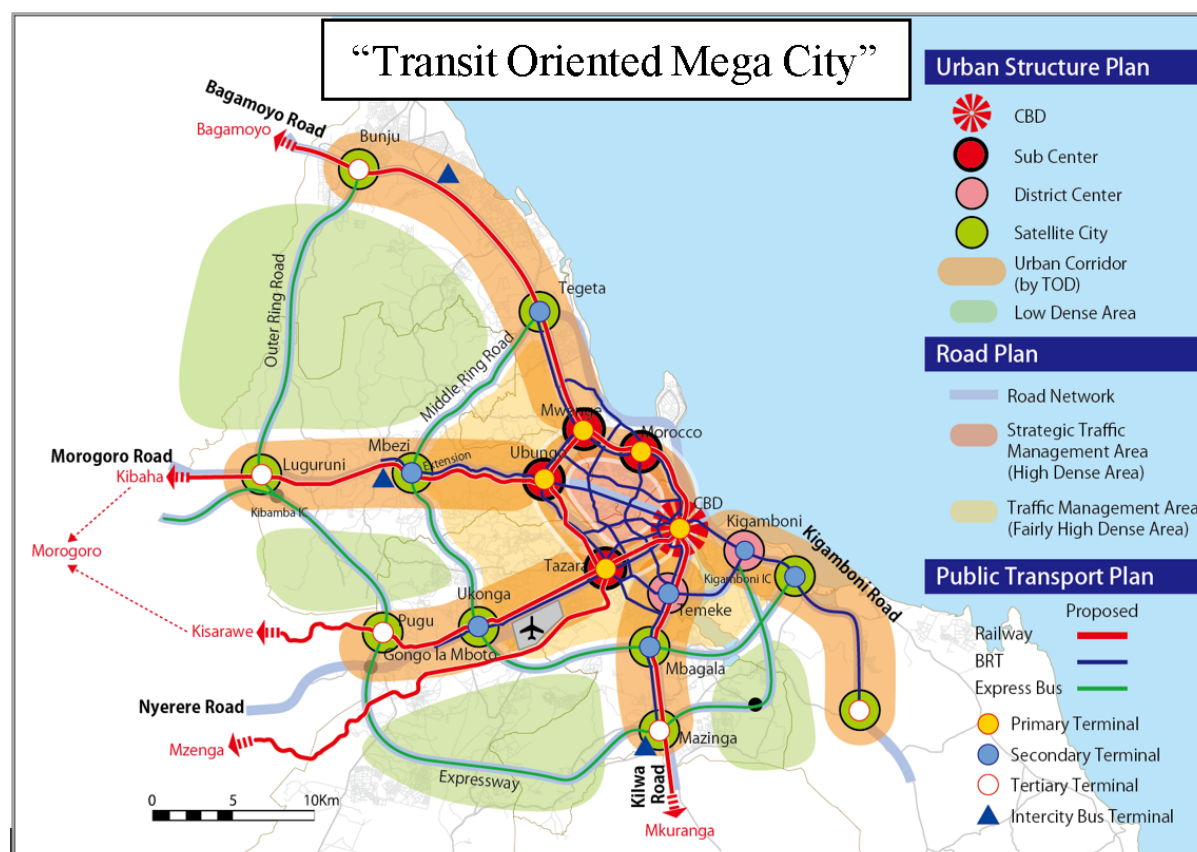 “Transit Oriented Mega City”
Bagamoyo Road
Bagamoyo
Bunju
Outer Ring Road
Tegeta
Middle Ring Road
Mwenge
Morocco
Morogoro Road
Kibaha
Luguruni
Mbezi
Extension
Ubungo
Kibamba IC
CBD
Kigamboni
Kigamboni IC
Kigamboni Road
Morogoro
Tazara
Ukonga
Temeke
Pugu
Kisarawe
Gongo la Mboto
Mbagala
Nyerere Road
Mzenga
Mazinga
Expressway
Kilwa
Road
Mkuranga
0 5 10Km
Urban Structure Plan
CBD
Sub Center
District Center
Satellite City
Urban Corridor
(by TOD)
Low Dense Area
Road Plan
Road Network
Strategic Traffic
Management Area
(High Dense Area)
Traffic Management Area
(Fairly High Dense Area)
Public Transport Plan
Proposed
Railway
BRT
Express Bus
Primary Terminal
Secondary Terminal
Tertiary Terminal
Intercity Bus Terminal